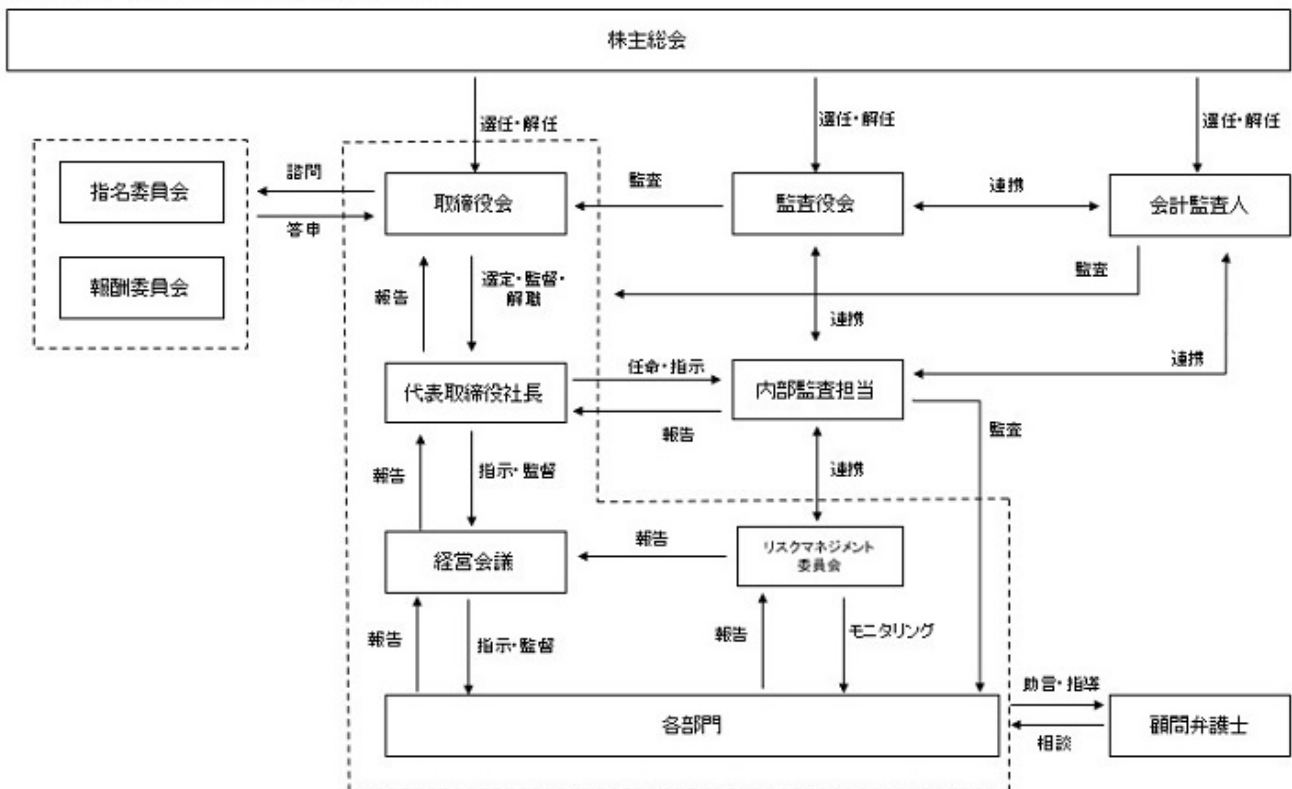 株主総会
選任・解任
選任・解任
選任・解任
指名委員会
諮問
答申
取締役会
監査
監査役会
連携
会計監査人
報酬委員会
報告
選定・監督・
解職
連携
監査
連携
代表取締役社長
任命・指示
報告
内部監査担当
監査
報告
指示・監督
連携
経営会議
報告
リスクマネジメント
委員会
報告
指示・監督
報告
モニタリング
各部門
助言・指導
相談
顧問弁護士